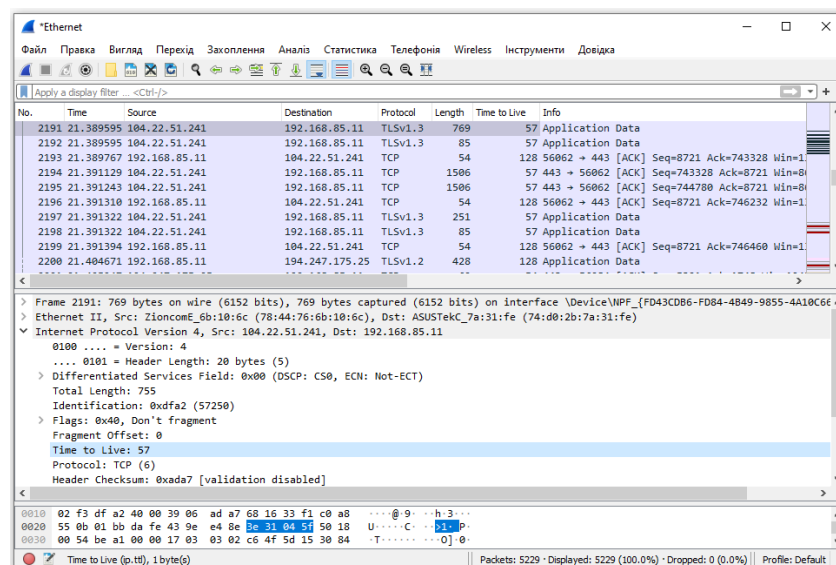 *Ethernet
Файл Правка Вигляд Перехід Захоплення Аналіз Статистика Телефонія Wireless Інструменти Довідка
Apply a display filter ... <Ctrl-/>
No. Time Source Destination Protocol Length Time to Live Info
2191 21.389595 104.22.51.241 192.168.85.11 TLSv1.3 769 57 Application Data
2192 21.389595 104.22.51.241 192.168.85.11 TLSv1.3 85 57 Application Data
2193 21.389767 192.168.85.11 104.22.51.241 TCP 54 128 56062 → 443 [ACK] Seq=8721 Ack=743328 Win=1
2194 21.391129 104.22.51.241 192.168.85.11 TCP 1506 57 443 → 56062 [ACK] Seq=743328 Ack=8721 Win=8
2195 21.391243 104.22.51.241 192.168.85.11 TCP 1506 57 443 → 56062 [ACK] Seq=744780 Ack=8721 Win=8
2196 21.391310 192.168.85.11 104.22.51.241 TCP 54 128 56062 → 443 [ACK] Seq=8721 Ack=746232 Win=1
2197 21.391322 104.22.51.241 192.168.85.11 TLSv1.3 251 57 Application Data
2198 21.391322 104.22.51.241 192.168.85.11 TLSv1.3 85 57 Application Data
2199 21.391394 192.168.85.11 104.22.51.241 TCP 54 128 56062 → 443 [ACK] Seq=8721 Ack=746460 Win=1
2200 21.404671 192.168.85.11 194.247.175.25 TLSv1.2 428 128 Application Data
Frame 2191: 769 bytes on wire (6152 bits), 769 bytes captured (6152 bits) on interface \Device\NPF_{FD43CDB6-FD84-4B49-9855-4A10C66
Ethernet II, Src: ZioncomE_6b:10:6c (78:44:76:6b:10:6c), Dst: ASUSTekC_7a:31:fe (74:d0:2b:7a:31:fe)
Internet Protocol Version 4, Src: 104.22.51.241, Dst: 192.168.85.11
0100 .... = Version: 4
.... 0101 = Header Length: 20 bytes (5)
Differentiated Services Field: 0x00 (DSCP: CS0, ECN: Not-ECT)
Total Length: 755
Identification: 0xdfa2 (57250)
Flags: 0x40, Don't fragment
Fragment Offset: 0
Time to Live: 57
Protocol: TCP (6)
Header Checksum: 0xada7 [validation disabled]
0010 02 f3 df a2 40 00 39 06 ad a7 68 16 33 f1 c0 a8 ····@·9· ··h·3···
0020 55 0b 01 bb da fe 43 9e e4 8e 3e 31 04 5f 50 18 U·····C· ··>1·_P·
0030 00 54 be a1 00 00 17 03 03 02 c6 4f 5d 15 30 84 ·T······ ···O]·0·
Time to Live (ip.ttl), 1 byte(s) Packets: 5229 · Displayed: 5229 (100.0%) · Dropped: 0 (0.0%) Profile: Default